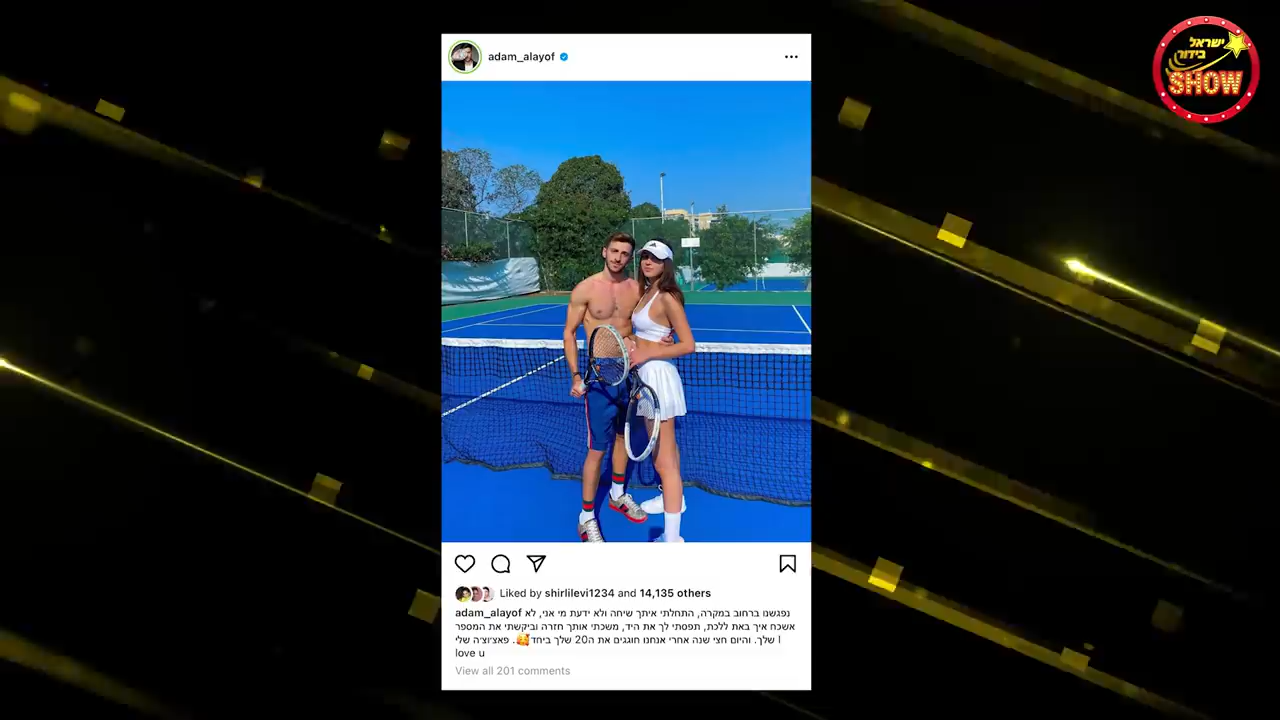 adam_alayof
ישראל
בידור
SHOW
Liked by shirlilevi1234 and 14,135 others
adam_alayof נפגשנו ברחוב במקרה, התחלתי איתך שיחה ולא ידעת מי אני, לא
אשכח איך באת ללכת, תפסתי לך את היד, משכתי אותך חזרה וביקשתי את המספר
שלך. והיום חצי שנה אחרי אנחנו חוגגים את ה20 שלך ביחד🥰. פאצ׳וצ׳ה שלי I
love u
View all 201 comments